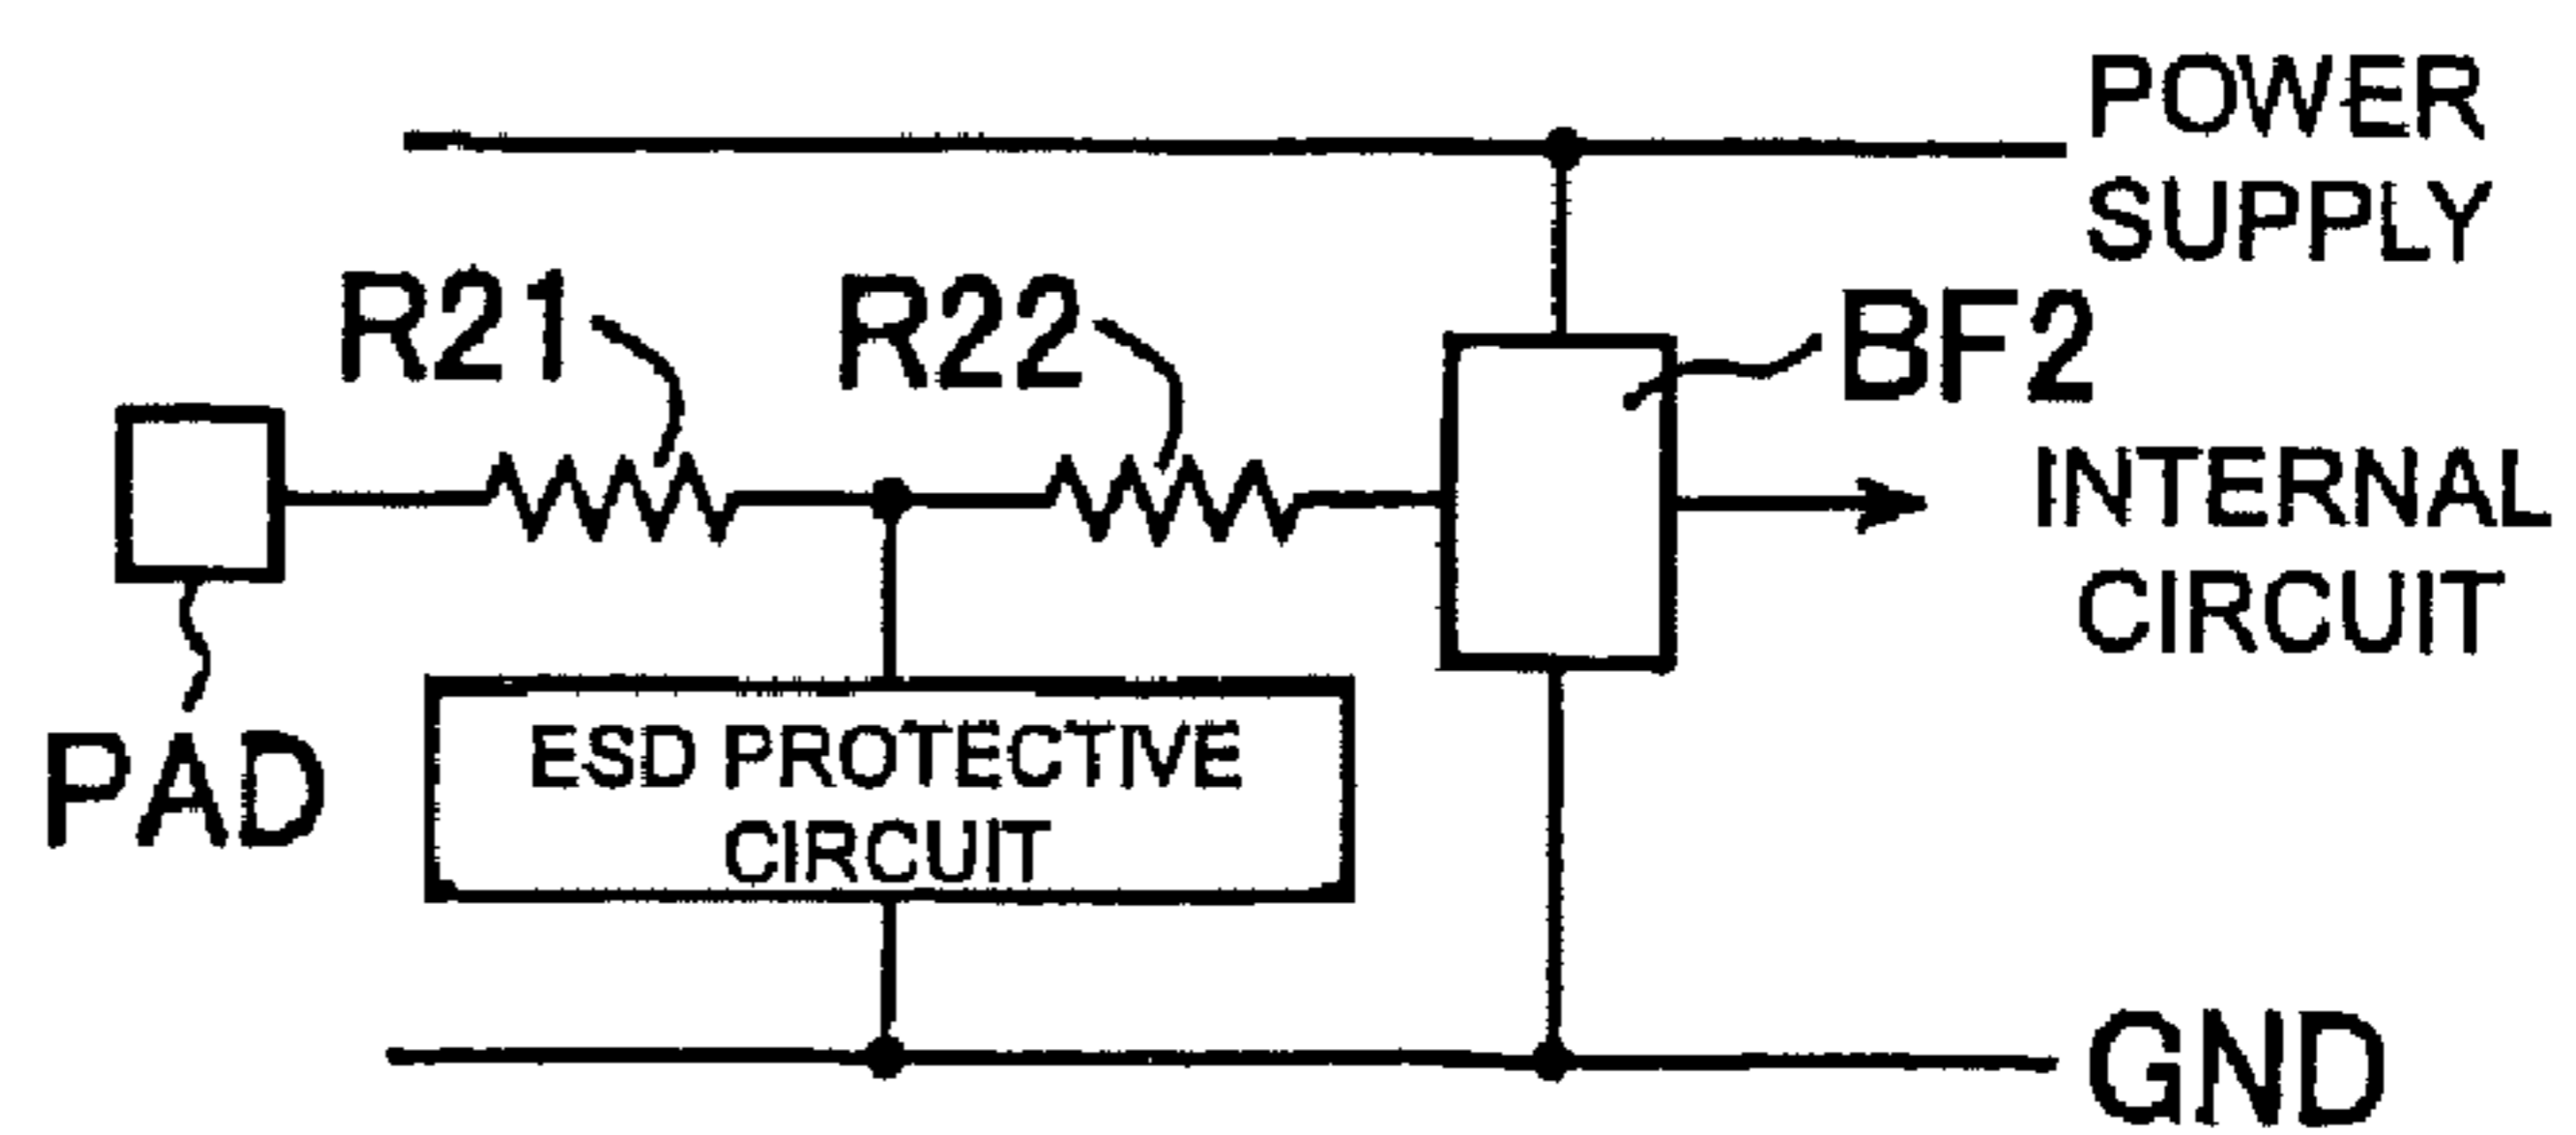 POWER
SUPPLY
R21
R22
BF2
INTERNAL
CIRCUIT
PAD
ESD PROTECTIVE
CIRCUIT
GND